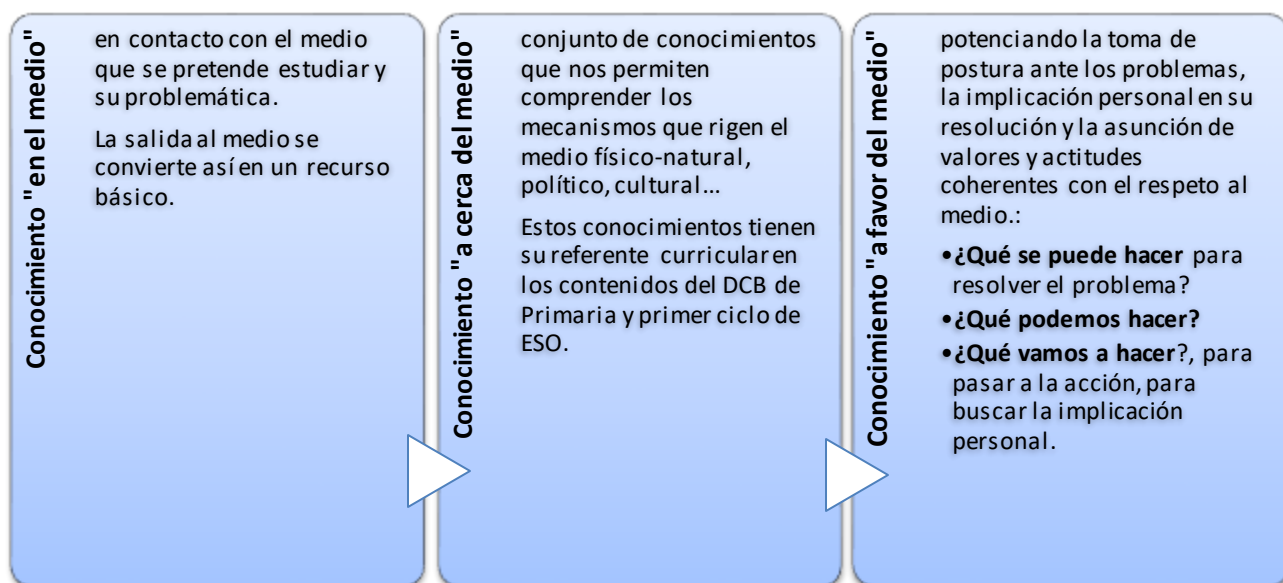 Conocimiento "en el medio"
en contacto con el medio
que se pretende estudiar y
su problemática.
La salida al medio se
convierte así en un recurso
básico.
Conocimiento "a cerca del medio"
conjunto de conocimientos
que nos permiten
comprender los
mecanismos que rigen el
medio físico-natural,
político, cultural...
Estos conocimientos tienen
su referente curricular en
los contenidos del DCB de
Primaria y primer ciclo de
ESO.
Conocimiento "a favor del medio"
potenciando la toma de
postura ante los problemas,
la implicación personal en su
resolución y la asunción de
valores y actitudes
coherentes con el respeto al
medio.:
•¿Qué se puede hacer para
resolver el problema?
•¿Qué podemos hacer?
•¿Qué vamos a hacer?, para
pasar a la acción, para
buscar la implicación
personal.